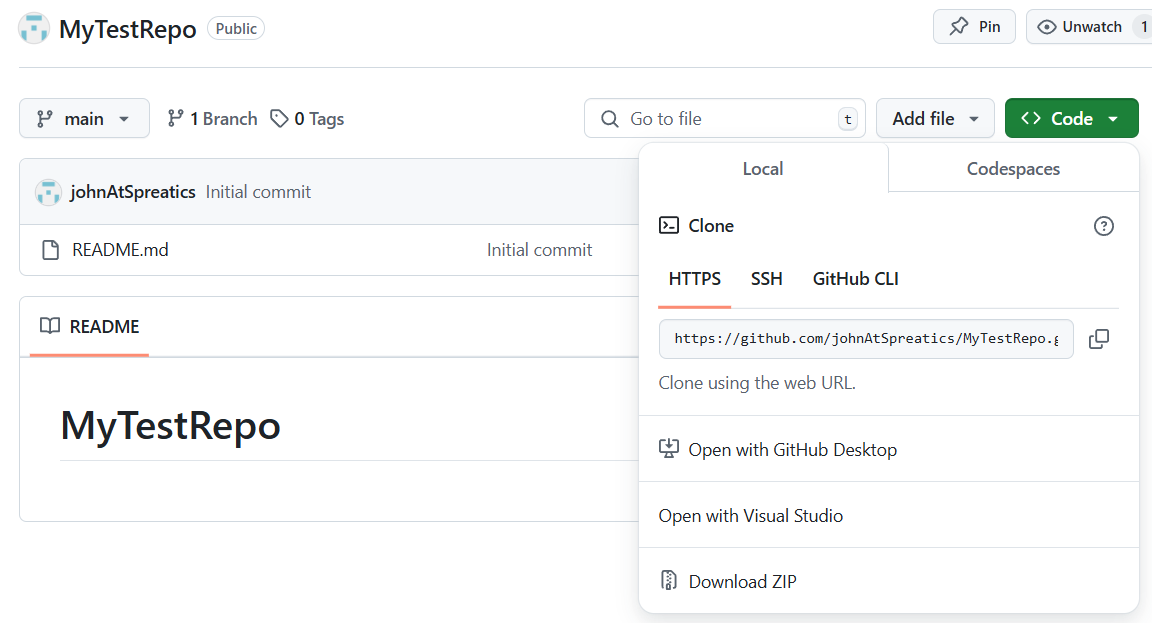 MyTestRepo Public Pin Unwatch 1
main 1 Branch 0 Tags Go to file t Add file Code
Local Codespaces
johnAtSpreatics Initial commit
Clone
README.md Initial commit
HTTPS SSH GitHub CLI
README
https://github.com/johnAtSpreatics/MyTestRepo.g
Clone using the web URL.
MyTestRepo
Open with GitHub Desktop
Open with Visual Studio
Download ZIP